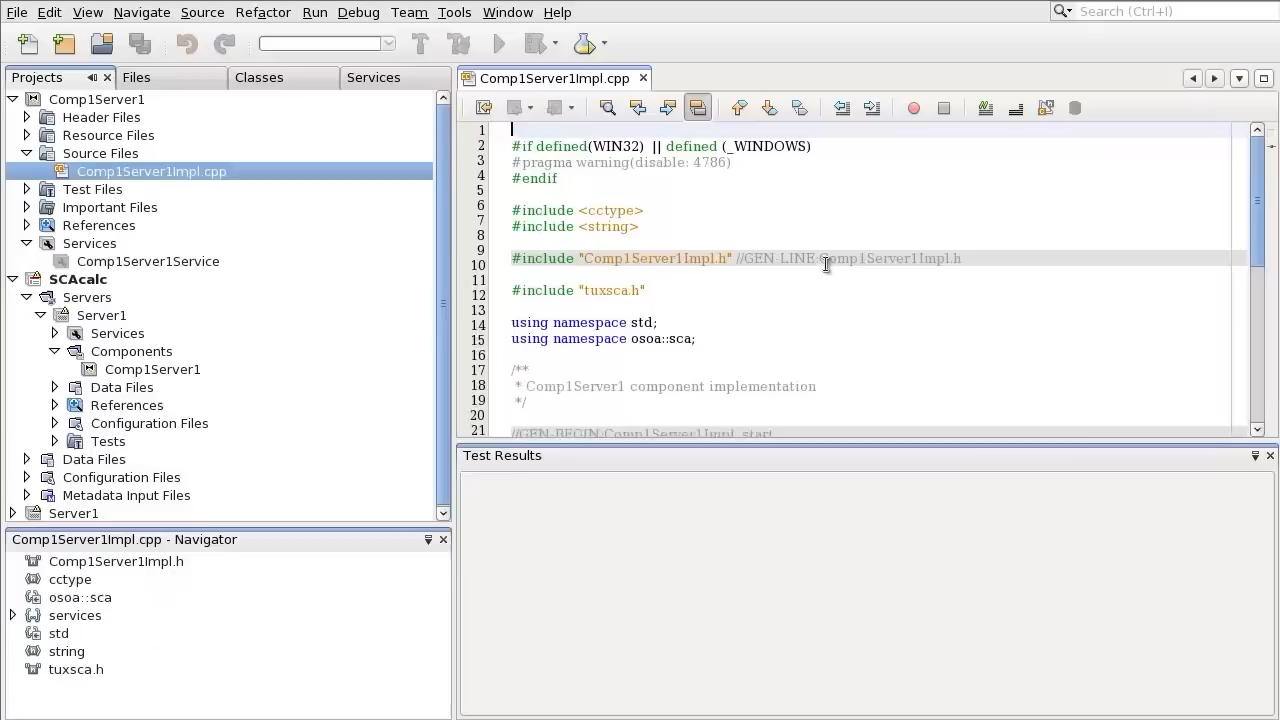 File Edit View Navigate Source Refactor Run Debug Team Tools Window Help
Search (Ctrl+I)
Projects Files Classes Services
Comp1Server1
Header Files
Resource Files
Source Files
Comp1Server1Impl.cpp
Test Files
Important Files
References
Services
Comp1Server1Service
SCAcalc
Servers
Server1
Services
Components
Comp1Server1
Data Files
References
Configuration Files
Tests
Data Files
Configuration Files
Metadata Input Files
Server1
Comp1Server1Impl.cpp - Navigator
Comp1Server1Impl.h
cctype
osoa::sca
services
std
string
tuxsca.h
Comp1Server1Impl.cpp
1
2 #if defined(WIN32) || defined (_WINDOWS)
3 #pragma warning(disable: 4786)
4 #endif
5
6 #include <cctype>
7 #include <string>
8
9 #include "Comp1Server1Impl.h" //GEN-LINE:Comp1Server1Impl.h
10
11 #include "tuxsca.h"
12
13 using namespace std;
14 using namespace osoa::sca;
15
16
17 /**
18 * Comp1Server1 component implementation
19 */
20
21 //GEN-BEGIN:Comp1Server1Impl_start
Test Results